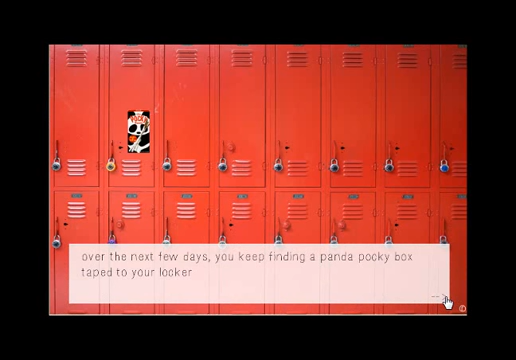 over the next few days, you keep finding a panda pocky box
taped to your locker